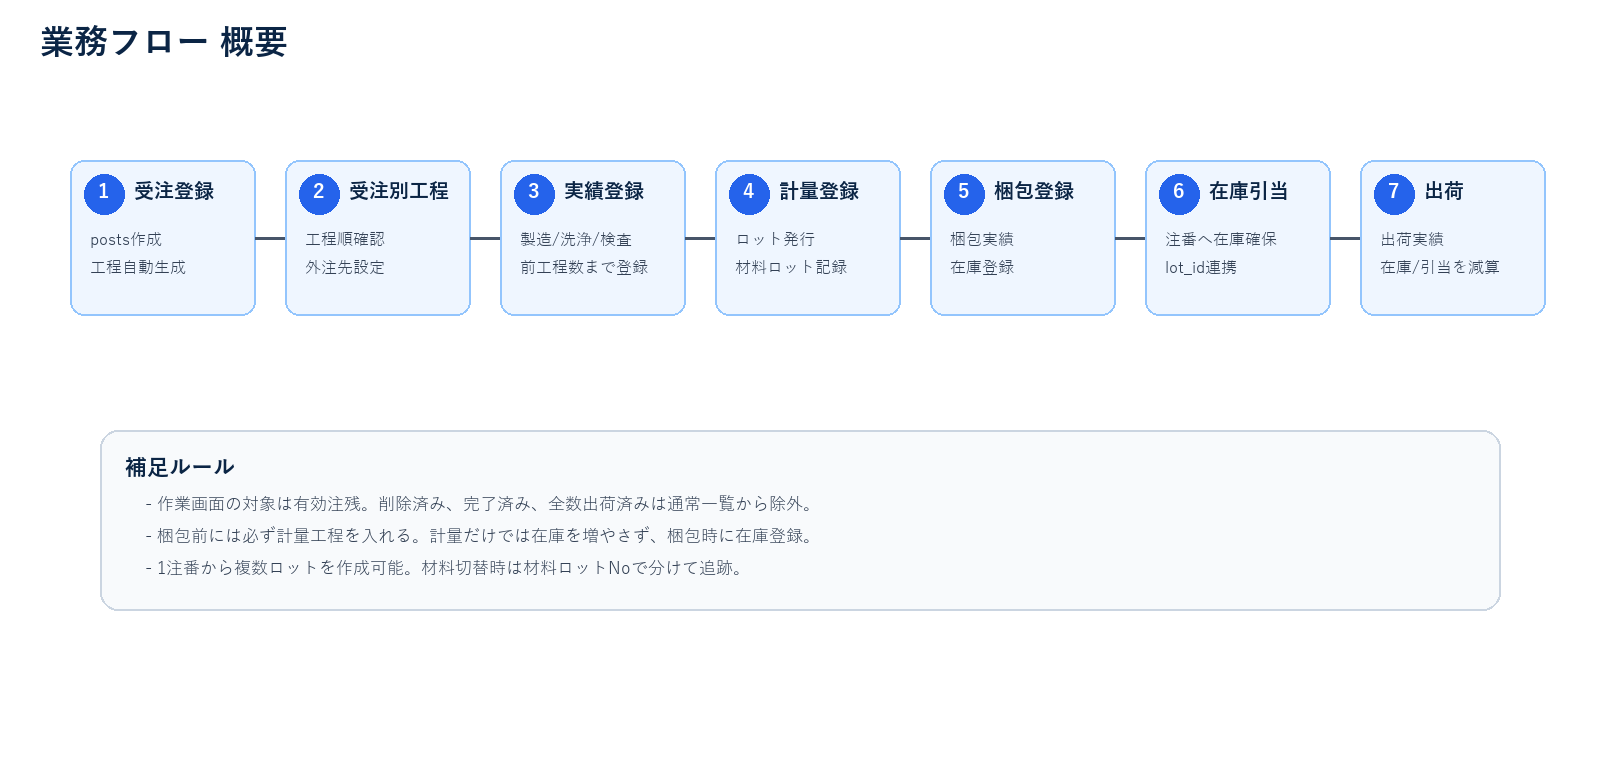 業務フロー 概要
1 受注登録
posts作成
工程自動生成
2 受注別工程
工程順確認
外注先設定
3 実績登録
製造/洗浄/検査
前工程数まで登録
4 計量登録
ロット発行
材料ロット記録
5 梱包登録
梱包実績
在庫登録
6 在庫引当
注番へ在庫確保
lot_id連携
7 出荷
出荷実績
在庫/引当を減算
補足ルール
- 作業画面の対象は有効注残。削除済み、完了済み、全数出荷済みは通常一覧から除外。
- 梱包前には必ず計量工程を入れる。計量だけでは在庫を増やさず、梱包時に在庫登録。
- 1注番から複数ロットを作成可能。材料切替時は材料ロットNoで分けて追跡。